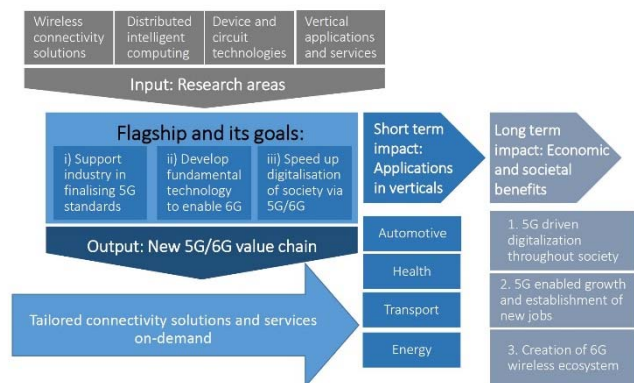 Wireless
connectivity
solutions
Distributed
intelligent
computing
Device and
circuit
technologies
Vertical
applications
and services
Input: Research areas
Flagship and its goals:
i) Support
industry in
finalising 5G
standards
ii) Develop
fundamental
technology
to enable 6G
iii) Speed up
digitalisation
of society via
5G/6G
Output: New 5G/6G value chain
Tailored connectivity solutions and services
on-demand
Short term
impact:
Applications
in verticals
Automotive
Health
Transport
Energy
Long term
impact: Economic
and societal
benefits
1. 5G driven
digitalization
throughout society
2. 5G enabled growth
and establishment of
new jobs
3. Creation of 6G
wireless ecosystem